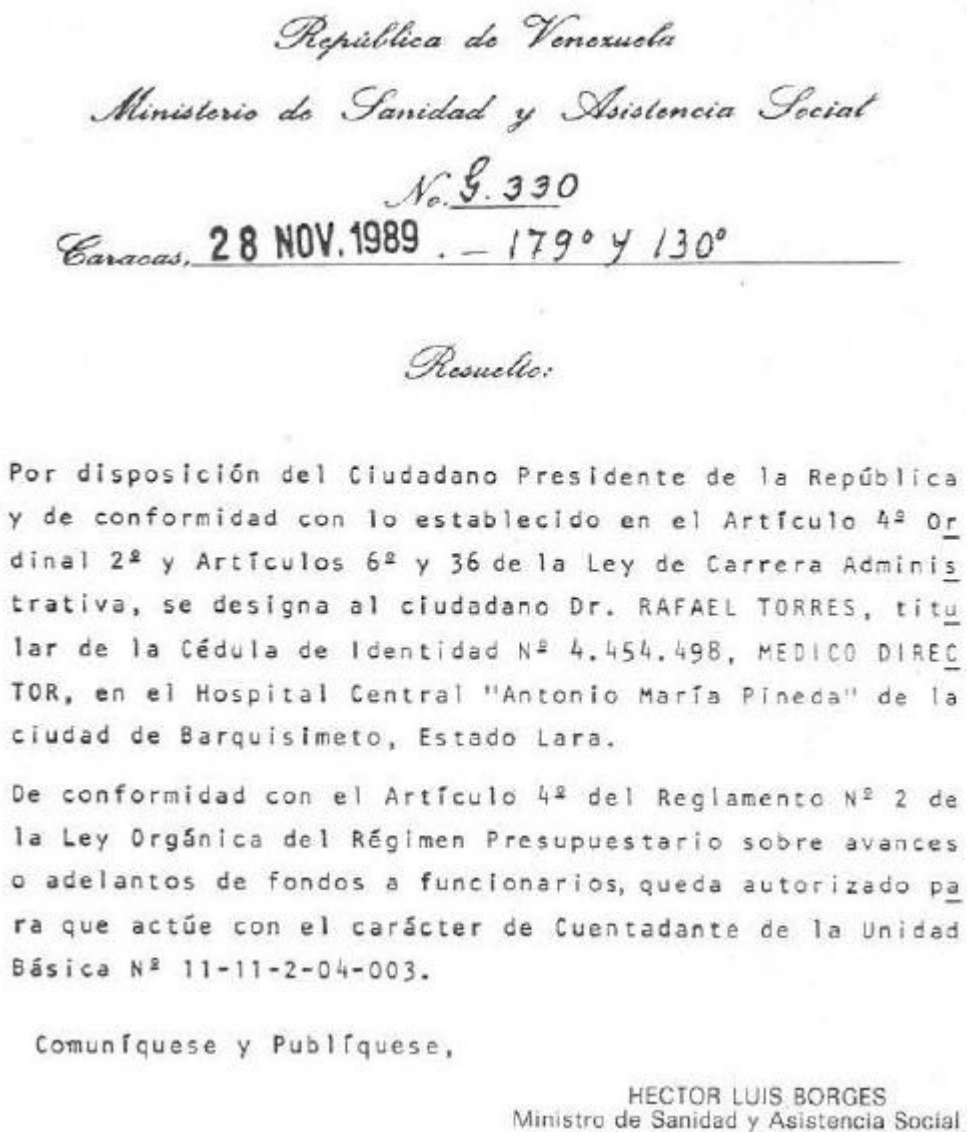 República de Venezuela
Ministerio de Sanidad y Asistencia Social
No. G. 330
Caracas, 28 NOV. 1989 . - 179° y 130°
Resuelto:
Por disposición del Ciudadano Presidente de la República
y de conformidad con lo establecido en el Artículo 4º Or
dinal 2º y Artículos 6º y 36 de la Ley de Carrera Adminis
trativa, se designa al ciudadano Dr. RAFAEL TORRES, titu
lar de la Cédula de Identidad Nº 4.454.498, MEDICO DIREC
TOR, en el Hospital Central "Antonio María Pineda" de la
ciudad de Barquisimeto, Estado Lara.
De conformidad con el Artículo 4º del Reglamento Nº 2 de
la Ley Orgánica del Régimen Presupuestario sobre avances
o adelantos de fondos a funcionarios, queda autorizado pa
ra que actúe con el carácter de Cuentadante de la Unidad
Básica Nº 11-11-2-04-003.
Comuníquese y Publíquese,
HECTOR LUIS BORGES
Ministro de Sanidad y Asistencia Social